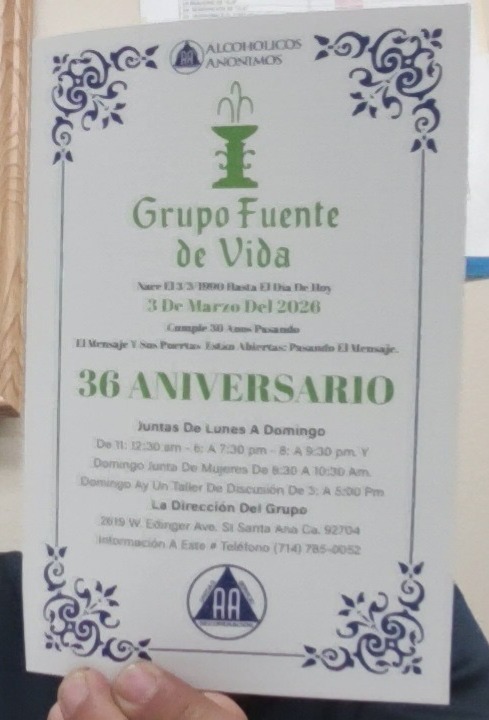 ALCOHOLICOS
ANONIMOS
AA
Grupo Fuente
de Vida
Nace El 3/3/1990 Hasta El Dia De Hoy
3 De Marzo Del 2026
Cumple 36 Anos Pasando
El Mensaje Y Sus Puertas Estan Abiertas: Pasando El Mensaje.
36 ANIVERSARIO
Juntas De Lunes A Domingo
De 11: 12:30 am - 6: A 7:30 pm - 8: A 9:30 pm. Y
Domingo Junta De Mujeres De 8:30 A 10:30 Am.
Domingo Ay Un Taller De Discusión De 3: A 5:00 Pm
La Dirección Del Grupo
2619 W. Edinger Ave. St Santa Ana Ca. 92704
Información A Este # Teléfono (714) 785-0052
AA